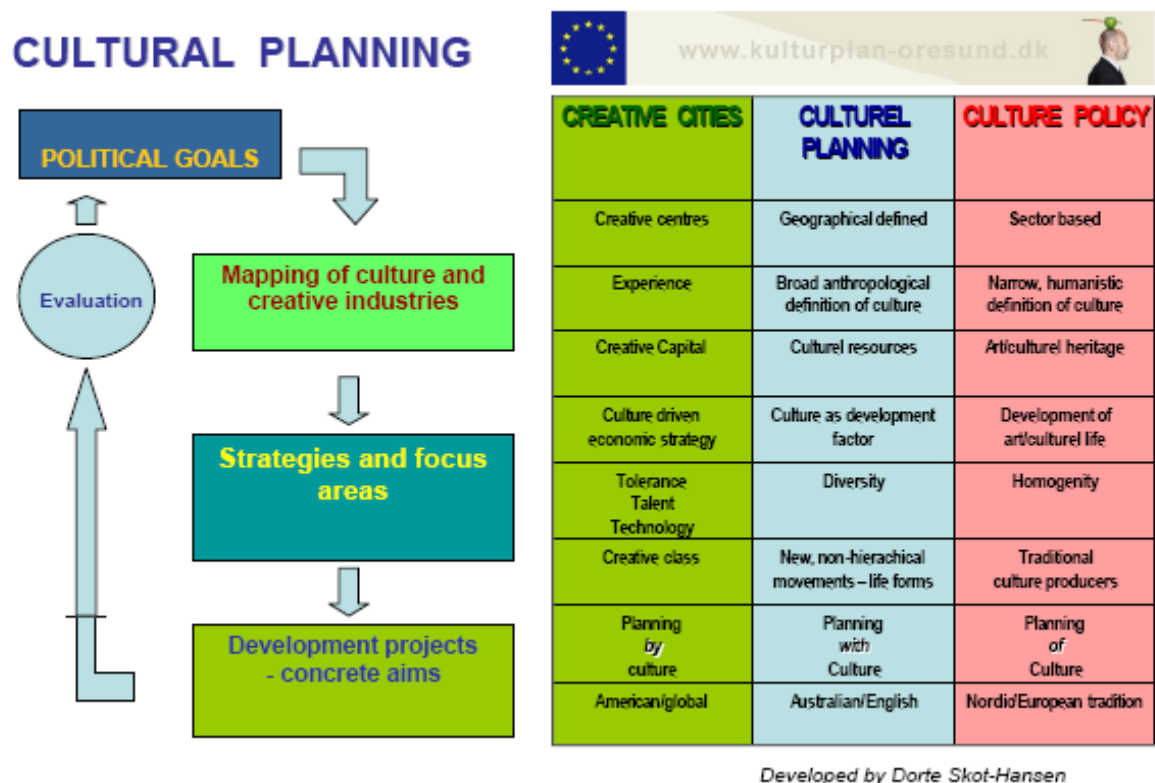 CULTURAL PLANNING
POLITICAL GOALS
Evaluation
Mapping of culture and
creative industries
Strategies and focus
areas
Development projects
- concrete aims
www.kulturplan-oresund.dk
CREATIVE CITIES
CULTUREL
PLANNING
CULTURE POLICY
Creative centres
Geographical defined
Sector based
Experience
Broad anthropological
definition of culture
Narrow, humanistic
definition of culture
Creative Capital
Culturel resources
Art/culturel heritage
Culture driven
economic strategy
Culture as development
factor
Development of
art/culturel life
Tolerance
Talent
Technology
Diversity
Homogenity
Creative class
New, non-hierachical
movements – life forms
Traditional
culture producers
Planning
by
culture
Planning
with
Culture
Planning
of
Culture
American/global
Australian/English
Nordic/European tradition
Developed by Dorte Skot-Hansen